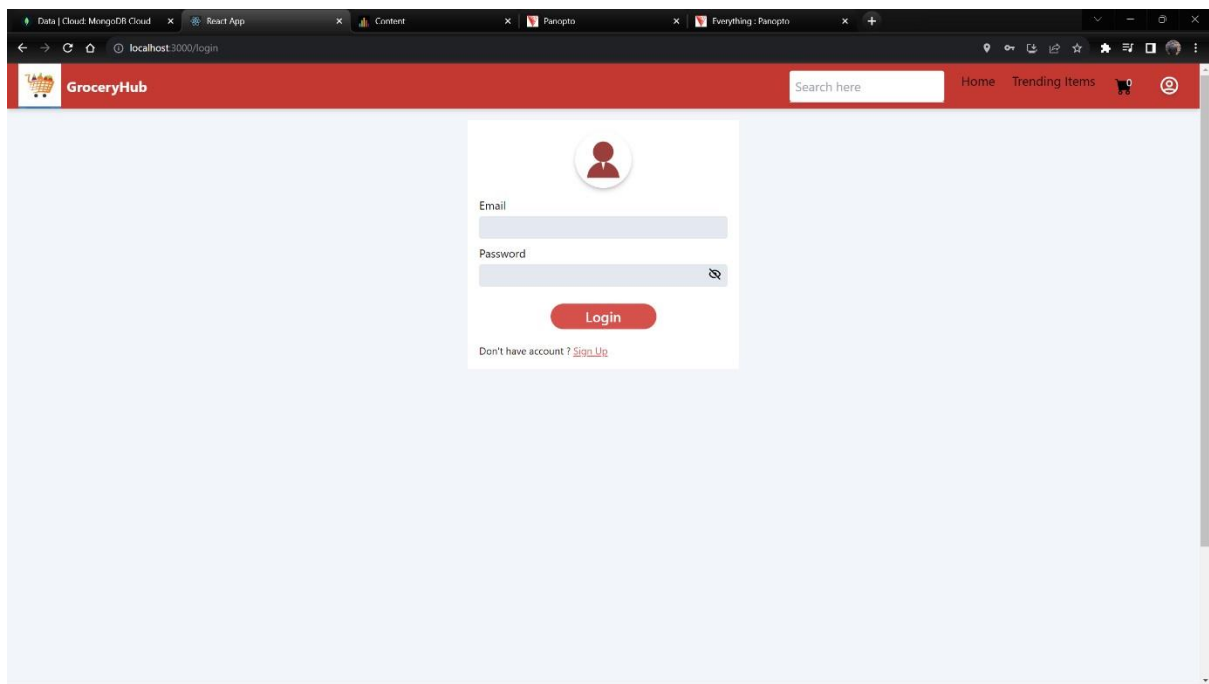 Data | Cloud: MongoDB Cloud React App Content Panopto Everything : Panopto
localhost:3000/login
GroceryHub Search here Home Trending Items 0
Email
Password
Login
Don't have account ? Sign Up